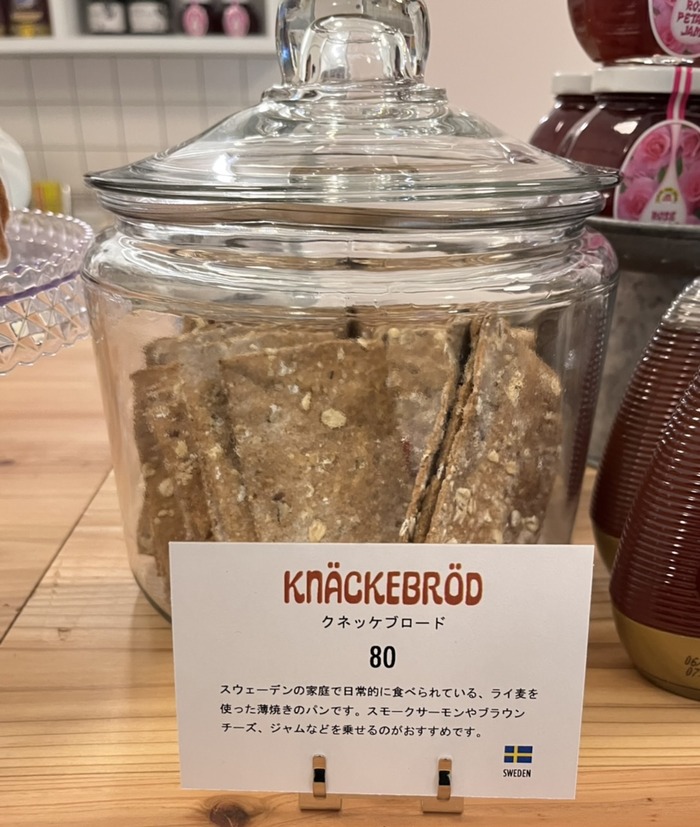 ROSE
PETAL
JAM
ROSE
KNÄCKEBRÖD
クネッケブロード
80
スウェーデンの家庭で日常的に食べられている、ライ麦を
使った薄焼きのパンです。スモークサーモンやブラウン
チーズ、ジャムなどを乗せるのがおすすめです。
SWEDEN